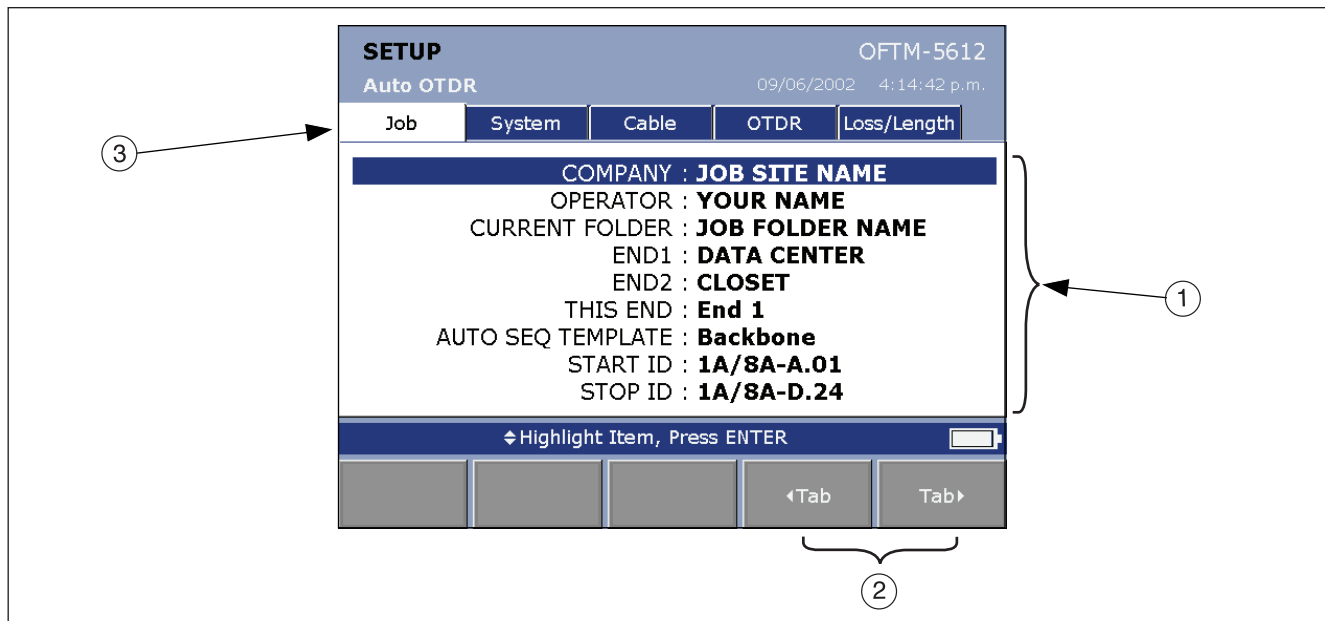 SETUP OFTM-5612
Auto OTDR 09/06/2002 4:14:42 p.m.
Job System Cable OTDR Loss/Length
COMPANY : JOB SITE NAME
OPERATOR : YOUR NAME
CURRENT FOLDER : JOB FOLDER NAME
END1 : DATA CENTER
END2 : CLOSET
THIS END : End 1
AUTO SEQ TEMPLATE : Backbone
START ID : 1A/8A-A.01
STOP ID : 1A/8A-D.24
Highlight Item, Press ENTER
Tab Tab
3
1
2